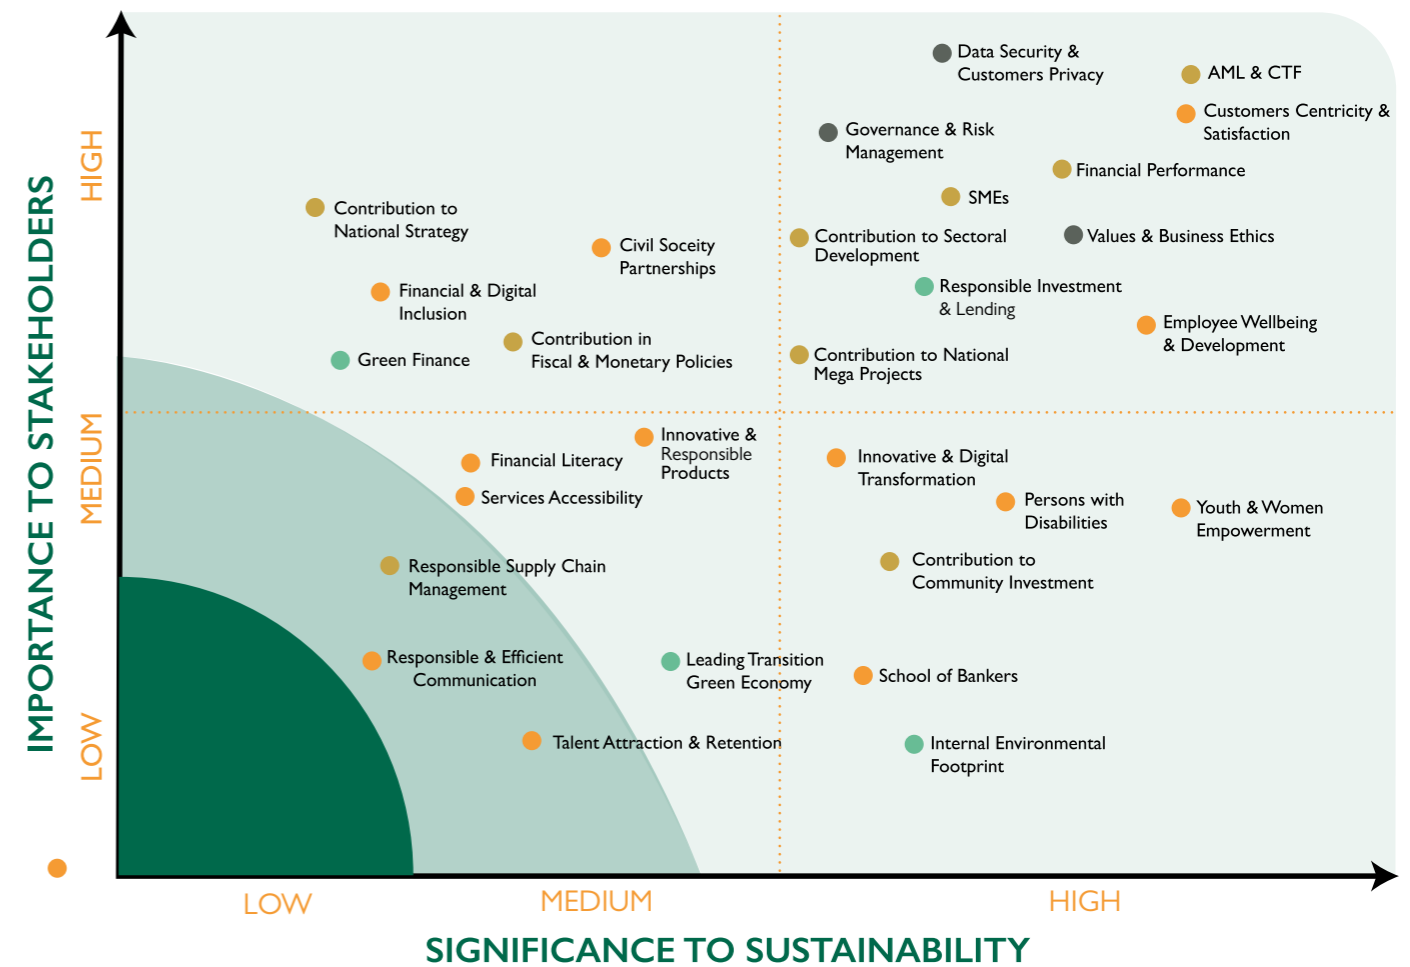 IMPORTANCE TO STAKEHOLDERS
HIGH
MEDIUM
LOW
Data Security &
Customers Privacy
AML & CTF
Customers Centricity &
Satisfaction
Governance & Risk
Management
Financial Performance
SMEs
Contribution to
National Strategy
Civil Soceity
Partnerships
Contribution to Sectoral
Development
Values & Business Ethics
Financial & Digital
Inclusion
Responsible Investment
& Lending
Employee Wellbeing
& Development
Contribution in
Fiscal & Monetary Policies
Green Finance
Contribution to National
Mega Projects
Innovative &
Responsible
Products
Financial Literacy
Services Accessibility
Innovative & Digital
Transformation
Persons with
Disabilities
Youth & Women
Empowerment
Responsible Supply Chain
Management
Contribution to
Community Investment
Responsible & Efficient
Communication
Leading Transition
Green Economy
School of Bankers
Talent Attraction & Retention
Internal Environmental
Footprint
LOW
MEDIUM
HIGH
SIGNIFICANCE TO SUSTAINABILITY